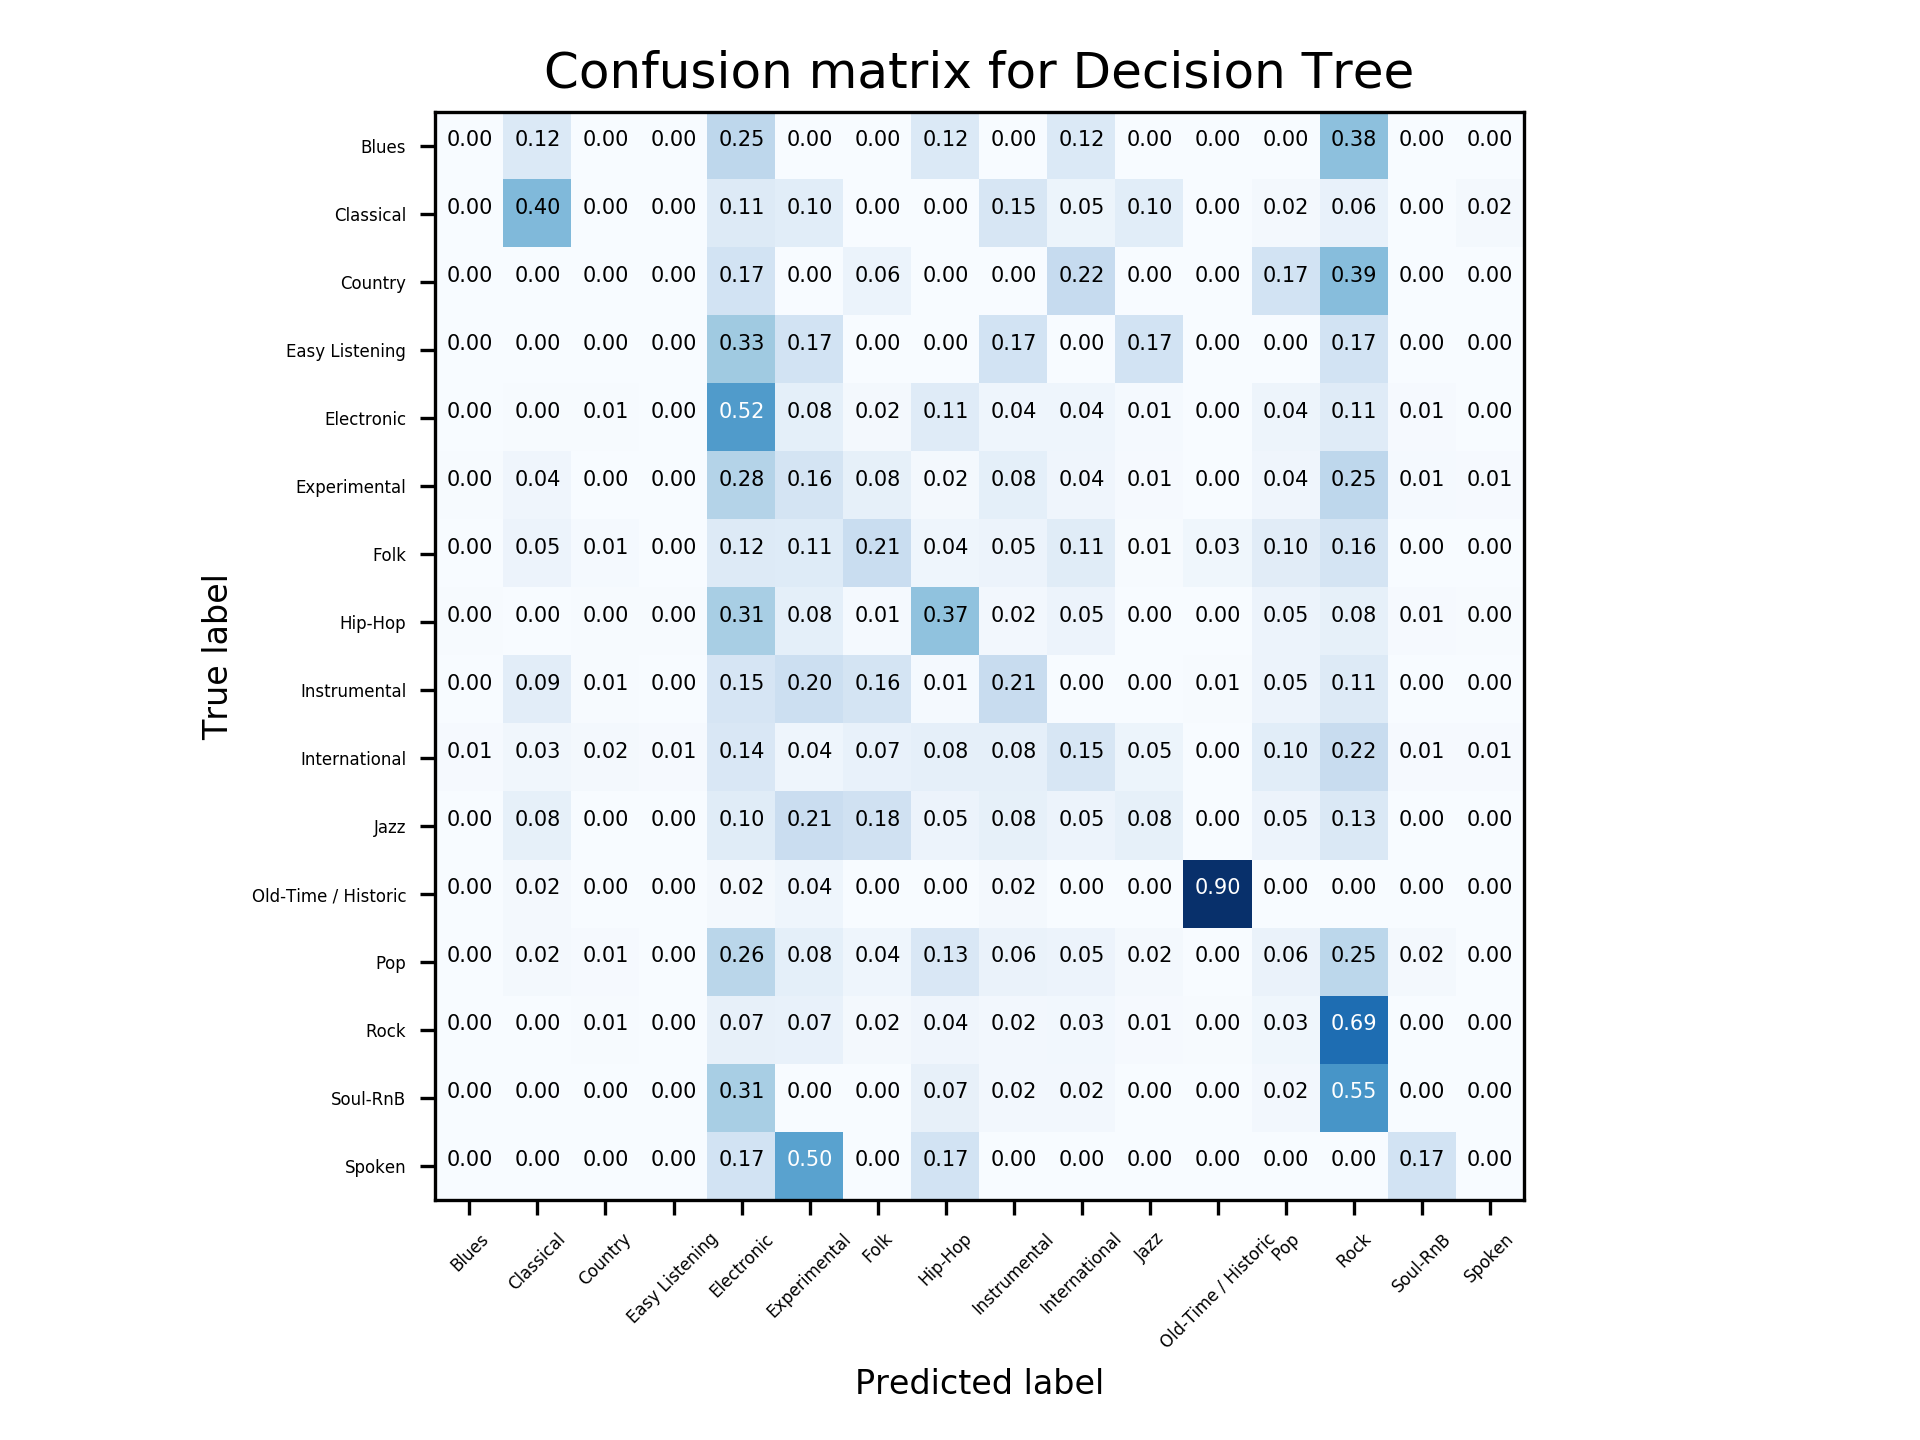 Confusion matrix for Decision Tree
Blues 0.00 0.12 0.00 0.00 0.25 0.00 0.00 0.12 0.00 0.12 0.00 0.00 0.00 0.38 0.00 0.00
Classical 0.00 0.40 0.00 0.00 0.11 0.10 0.00 0.00 0.15 0.05 0.10 0.00 0.02 0.06 0.00 0.02
Country 0.00 0.00 0.00 0.00 0.17 0.00 0.06 0.00 0.00 0.22 0.00 0.00 0.17 0.39 0.00 0.00
Easy Listening 0.00 0.00 0.00 0.00 0.33 0.17 0.00 0.00 0.17 0.00 0.17 0.00 0.00 0.17 0.00 0.00
Electronic 0.00 0.00 0.01 0.00 0.52 0.08 0.02 0.11 0.04 0.04 0.01 0.00 0.04 0.11 0.01 0.00
Experimental 0.00 0.04 0.00 0.00 0.28 0.16 0.08 0.02 0.08 0.04 0.01 0.00 0.04 0.25 0.01 0.01
Folk 0.00 0.05 0.01 0.00 0.12 0.11 0.21 0.04 0.05 0.11 0.01 0.03 0.10 0.16 0.00 0.00
Hip-Hop 0.00 0.00 0.00 0.00 0.31 0.08 0.01 0.37 0.02 0.05 0.00 0.00 0.05 0.08 0.01 0.00
Instrumental 0.00 0.09 0.01 0.00 0.15 0.20 0.16 0.01 0.21 0.00 0.00 0.01 0.05 0.11 0.00 0.00
International 0.01 0.03 0.02 0.01 0.14 0.04 0.07 0.08 0.08 0.15 0.05 0.00 0.10 0.22 0.01 0.01
Jazz 0.00 0.08 0.00 0.00 0.10 0.21 0.18 0.05 0.08 0.05 0.08 0.00 0.05 0.13 0.00 0.00
Old-Time / Historic 0.00 0.02 0.00 0.00 0.02 0.04 0.00 0.00 0.02 0.00 0.00 0.90 0.00 0.00 0.00 0.00
Pop 0.00 0.02 0.01 0.00 0.26 0.08 0.04 0.13 0.06 0.05 0.02 0.00 0.06 0.25 0.02 0.00
Rock 0.00 0.00 0.01 0.00 0.07 0.07 0.02 0.04 0.02 0.03 0.01 0.00 0.03 0.69 0.00 0.00
Soul-RnB 0.00 0.00 0.00 0.00 0.31 0.00 0.00 0.07 0.02 0.02 0.00 0.00 0.02 0.55 0.00 0.00
Spoken 0.00 0.00 0.00 0.00 0.17 0.50 0.00 0.17 0.00 0.00 0.00 0.00 0.00 0.00 0.17 0.00
True label
Blues Classical Country Easy Listening Electronic Experimental Folk Hip-Hop Instrumental International Jazz Old-Time / Historic Pop Rock Soul-RnB Spoken
Predicted label